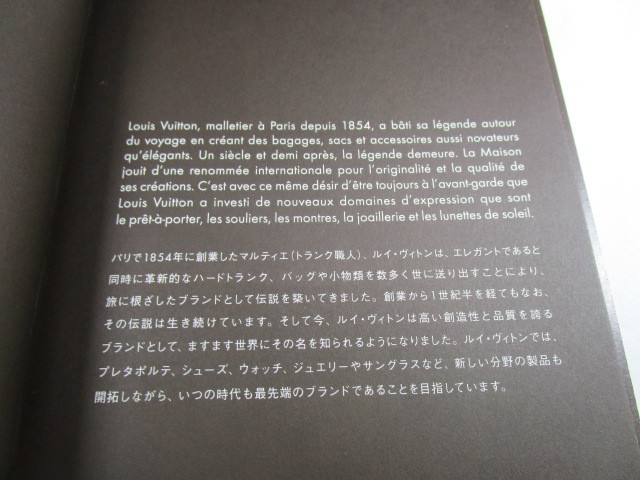 Louis Vuitton, malletier à Paris depuis 1854, a bâti sa légende autour
du voyage en créant des bagages, sacs et accessoires aussi novateurs
qu'élégants. Un siècle et demi après, la légende demeure. La Maison
jouit d'une renommée internationale pour l'originalité et la qualité de
ses créations. C'est avec ce même désir d'être toujours à l'avant-garde que
Louis Vuitton a investi de nouveaux domaines d'expression que sont
le prêt-à-porter, les souliers, les montres, la joaillerie et les lunettes de soleil.
パリで1854年に創業したマルティエ(トランク職人)、ルイ・ヴィトンは、エレガントであると
同時に革新的なハードトランク、バッグや小物類を数多く世に送り出すことにより、
旅に根ざしたブランドとして伝説を築いてきました。創業から1世紀半を経てもなお、
その伝説は生き続けています。そして今、ルイ・ヴィトンは高い創造性と品質を誇る
ブランドとして、ますます世界にその名を知られるようになりました。ルイ・ヴィトンでは、
プレタポルテ、シューズ、ウォッチ、ジュエリーやサングラスなど、新しい分野の製品も
開拓しながら、いつの時代も最先端のブランドであることを目指しています。